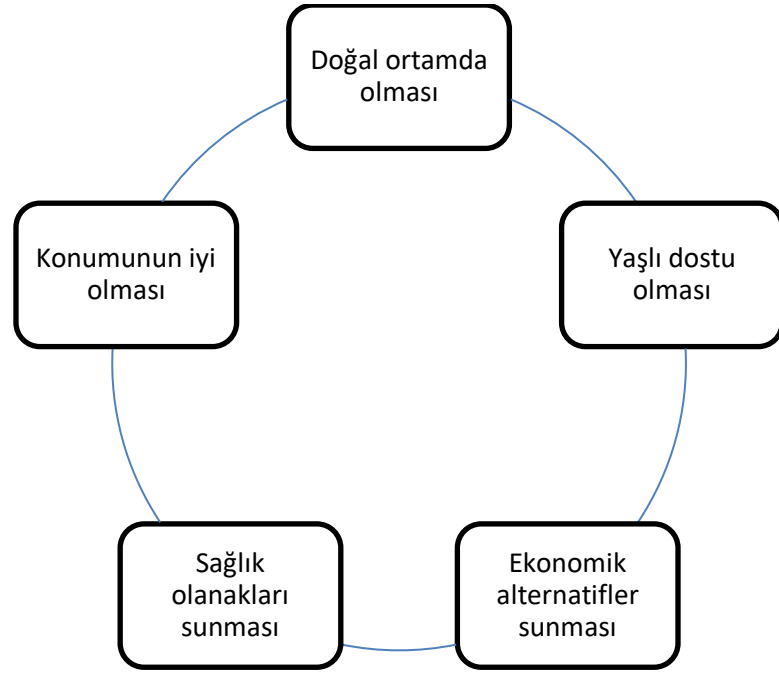 Doğal ortamda
olması
Yaşlı dostu
olması
Ekonomik
alternatifler
sunması
Sağlık
olanakları
sunması
Konumunun iyi
olması